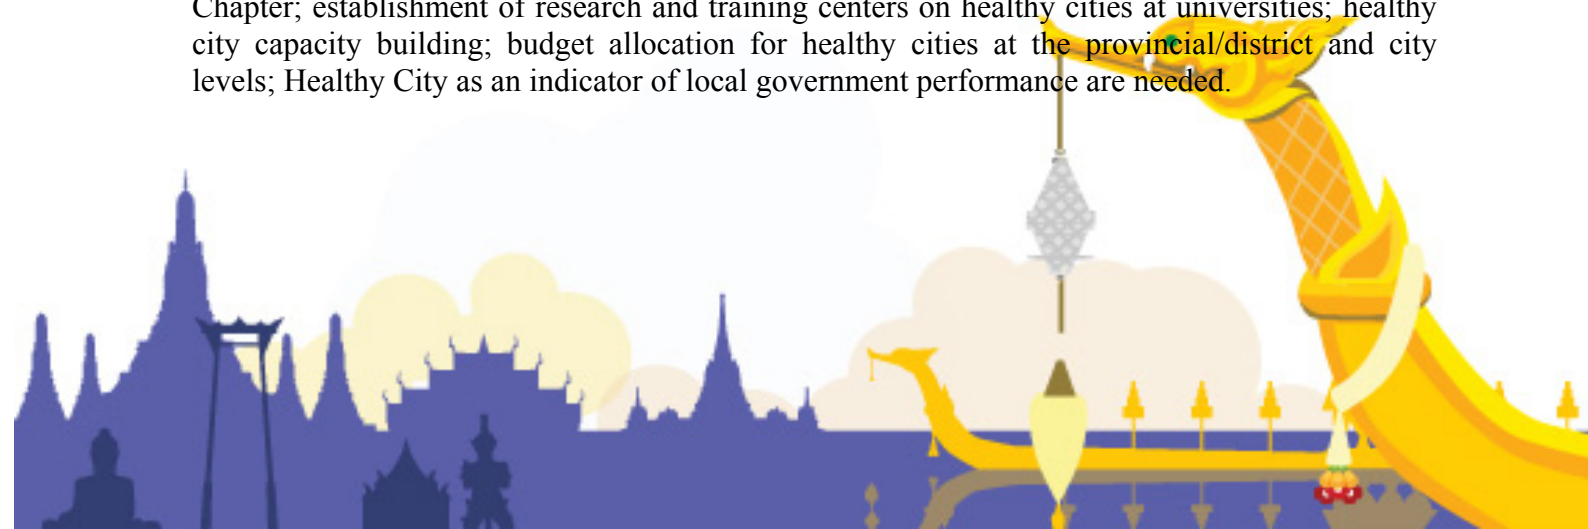 Chapter; establishment of research and training centers on healthy cities at universities; healthy
city capacity building; budget allocation for healthy cities at the provincial/district and city
levels; Healthy City as an indicator of local government performance are needed.